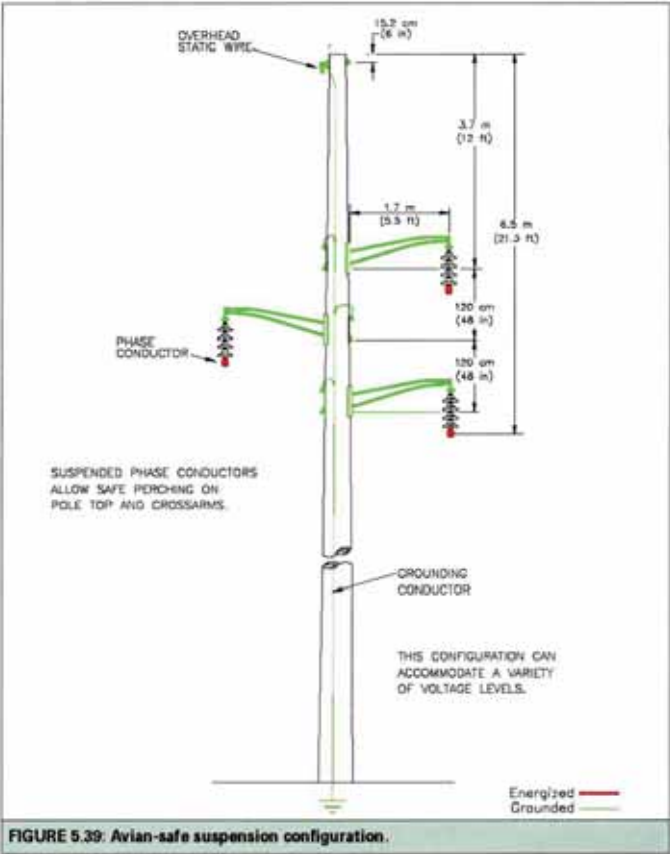 OVERHEAD
STATIC WIRE
15.2 cm
(6 in)
3.7 m
(12 ft)
1.7 m
(5.5 ft)
6.5 m
(21.3 ft)
120 cm
(48 in)
PHASE
CONDUCTOR
120 cm
(48 in)
SUSPENDED PHASE CONDUCTORS
ALLOW SAFE PERCHING ON
POLE TOP AND CROSSARMS.
GROUNDING
CONDUCTOR
THIS CONFIGURATION CAN
ACCOMMODATE A VARIETY
OF VOLTAGE LEVELS.
Energized
Grounded
FIGURE 5.39: Avian-safe suspension configuration.